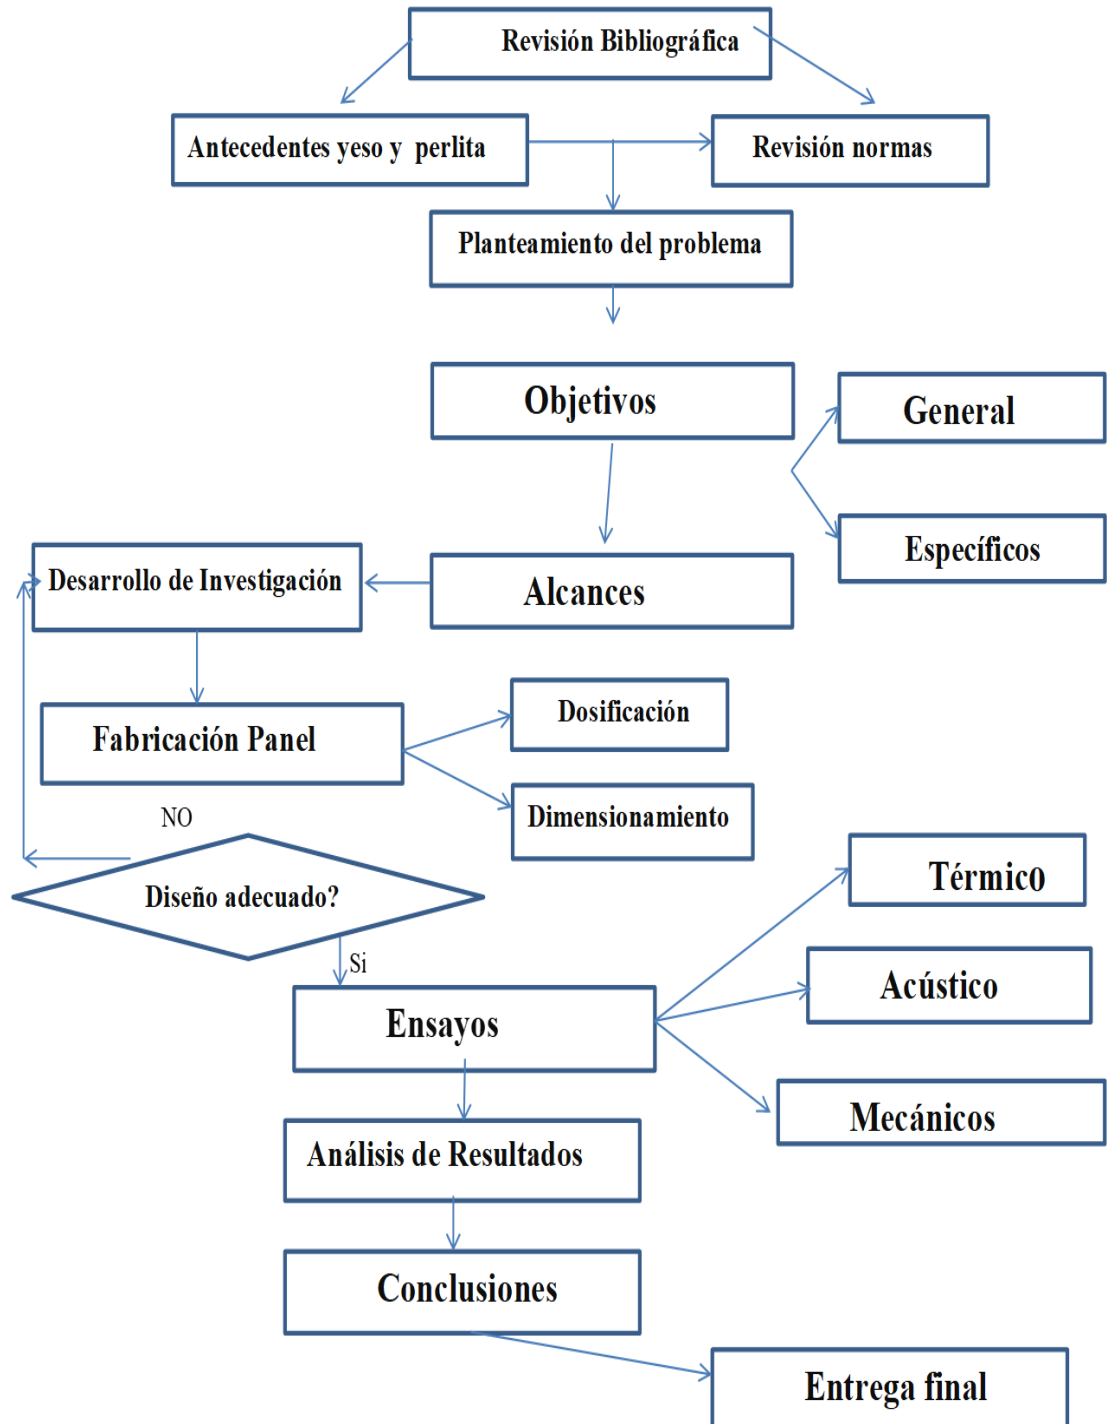 Revisión Bibliográfica
Antecedentes yeso y perlita
Revisión normas
Planteamiento del problema
Objetivos
General
Específicos
Desarrollo de Investigación
Alcances
Fabricación Panel
Dosificación
Dimensionamiento
NO
Diseño adecuado?
Si
Térmico
Acústico
Ensayos
Mecánicos
Análisis de Resultados
Conclusiones
Entrega final